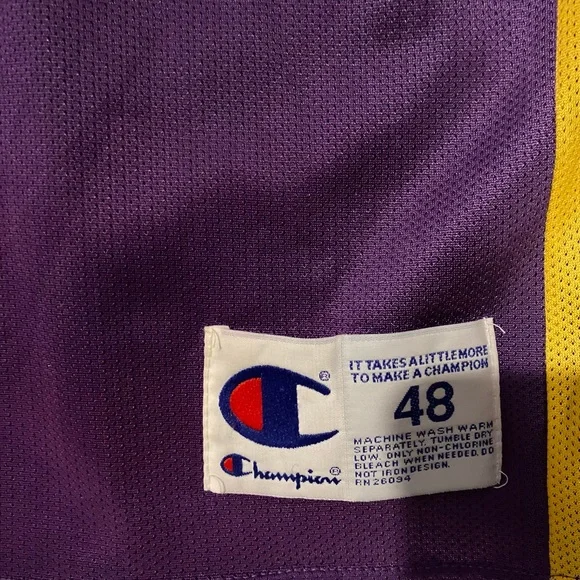 ®
Champion®
IT TAKES A LITTLE MORE
TO MAKE A CHAMPION
48
MACHINE WASH WARM
SEPARATELY. TUMBLE DRY
LOW. ONLY NON-CHLORINE
BLEACH WHEN NEEDED. DO
NOT IRON DESIGN.
RN 26094